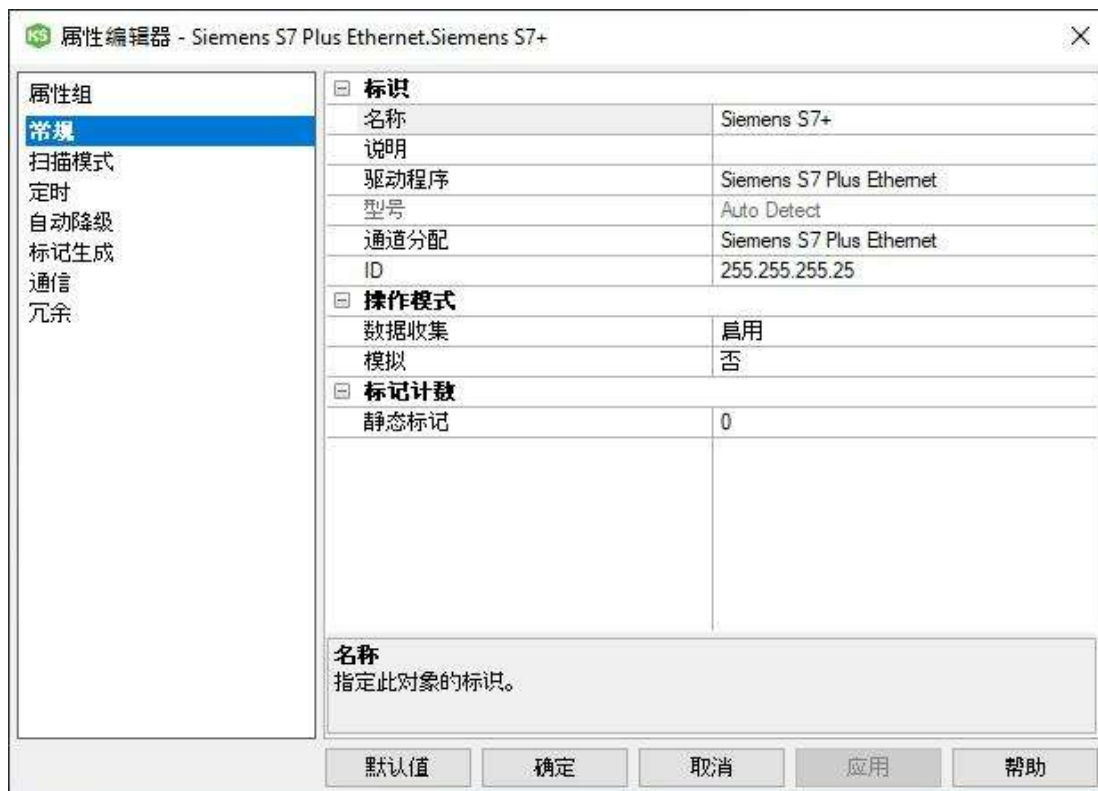 KS 属性编辑器 - Siemens S7 Plus Ethernet.Siemens S7+
属性组
常规
扫描模式
定时
自动降级
标记生成
通信
冗余
标识
名称 Siemens S7+
说明
驱动程序 Siemens S7 Plus Ethernet
型号 Auto Detect
通道分配 Siemens S7 Plus Ethernet
ID 255.255.255.25
操作模式
数据收集 启用
模拟 否
标记计数
静态标记 0
名称
指定此对象的标识。
默认值 确定 取消 应用 帮助